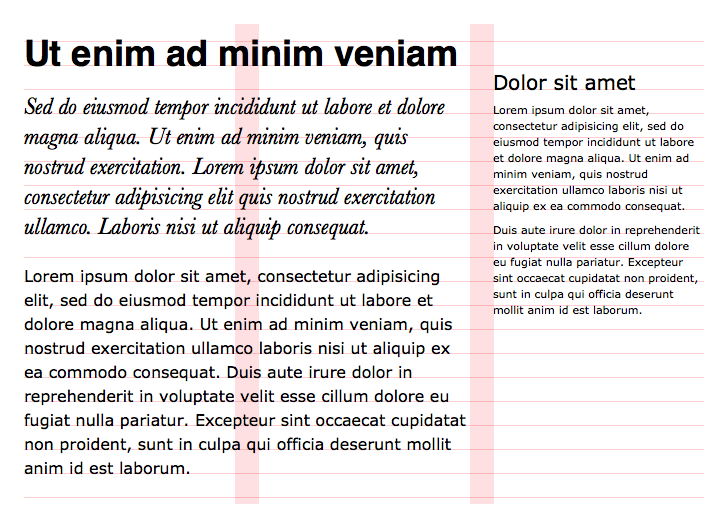 Ut enim ad minim veniam
Sed do eiusmod tempor incididunt ut labore et dolore
magna aliqua. Ut enim ad minim veniam, quis
nostrud exercitation. Lorem ipsum dolor sit amet,
consectetur adipisicing elit quis nostrud exercitation
ullamco. Laboris nisi ut aliquip consequat.
Lorem ipsum dolor sit amet, consectetur adipisicing
elit, sed do eiusmod tempor incididunt ut labore et
dolore magna aliqua. Ut enim ad minim veniam, quis
nostrud exercitation ullamco laboris nisi ut aliquip ex
ea commodo consequat. Duis aute irure dolor in
reprehenderit in voluptate velit esse cillum dolore eu
fugiat nulla pariatur. Excepteur sint occaecat cupidatat
non proident, sunt in culpa qui officia deserunt mollit
anim id est laborum.
Dolor sit amet
Lorem ipsum dolor sit amet,
consectetur adipisicing elit, sed do
eiusmod tempor incididunt ut labore
et dolore magna aliqua. Ut enim ad
minim veniam, quis nostrud
exercitation ullamco laboris nisi ut
aliquip ex ea commodo consequat.
Duis aute irure dolor in reprehenderit
in voluptate velit esse cillum dolore
eu fugiat nulla pariatur. Excepteur
sint occaecat cupidatat non proident,
sunt in culpa qui officia deserunt
mollit anim id est laborum.